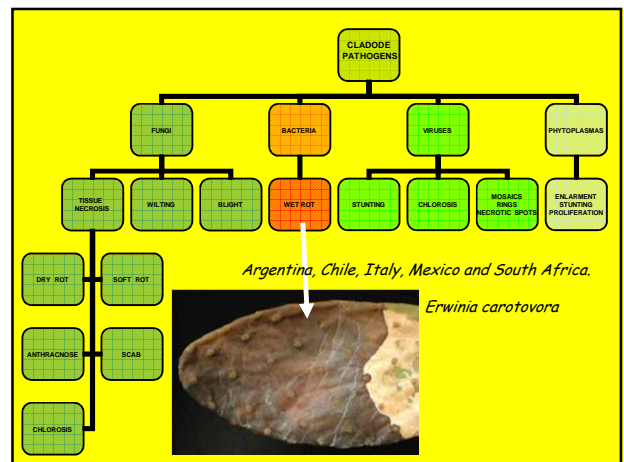 CLADODE
PATHOGENS
FUNGI
BACTERIA
VIRUSES
PHYTOPLASMAS
TISSUE
NECROSIS
WILTING
BLIGHT
WET ROT
STUNTING
CHLOROSIS
MOSAICS
RINGS
NECROTIC SPOTS
ENLARMENT
STUNTING
PROLIFERATION
Argentina, Chile, Italy, Mexico and South Africa.
DRY ROT
SOFT ROT
Erwinia carotovora
ANTHRACNOSE
SCAB
CHLOROSIS